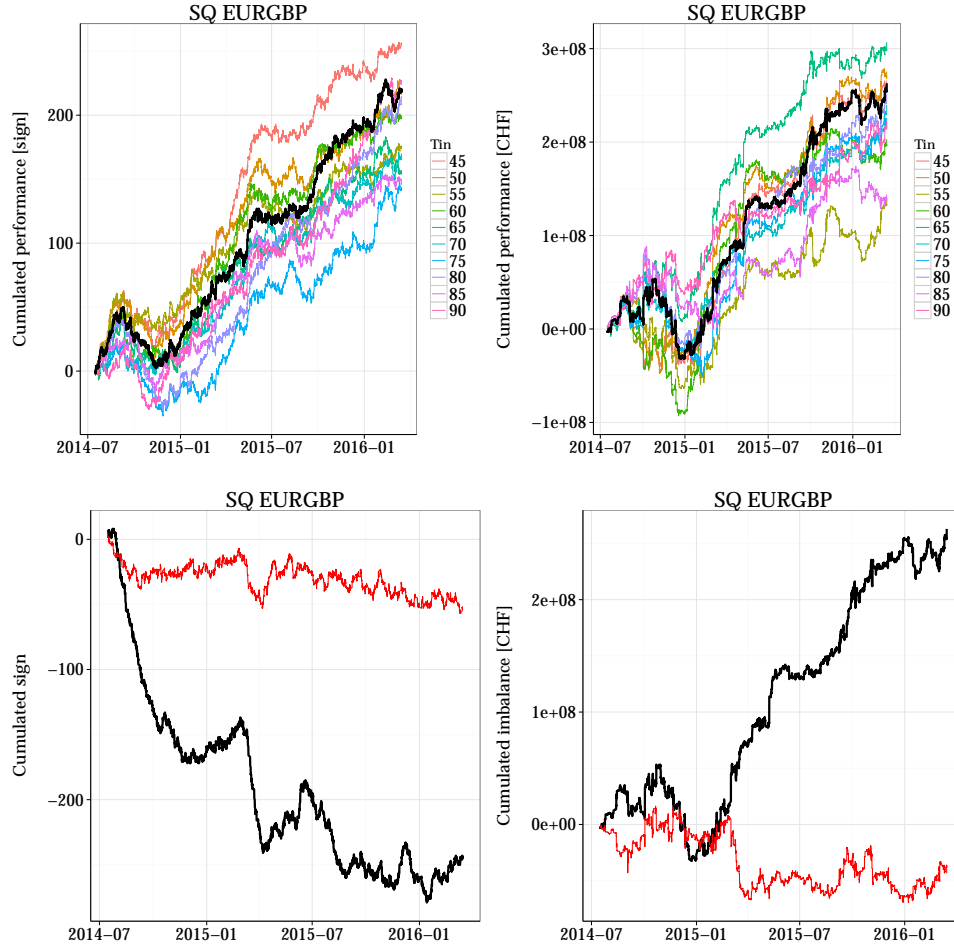 SQ EURGBP
Cumulated performance [sign]
200
100
0
2014−07
2015−01
2015−07
2016−01
Tin
45
50
55
60
65
70
75
80
85
90
SQ EURGBP
Cumulated performance [CHF]
3e+08
2e+08
1e+08
0e+00
−1e+08
2014−07
2015−01
2015−07
2016−01
Tin
45
50
55
60
65
70
75
80
85
90
SQ EURGBP
Cumulated sign
0
−100
−200
2014−07
2015−01
2015−07
2016−01
SQ EURGBP
Cumulated imbalance [CHF]
2e+08
1e+08
0e+00
2014−07
2015−01
2015−07
2016−01